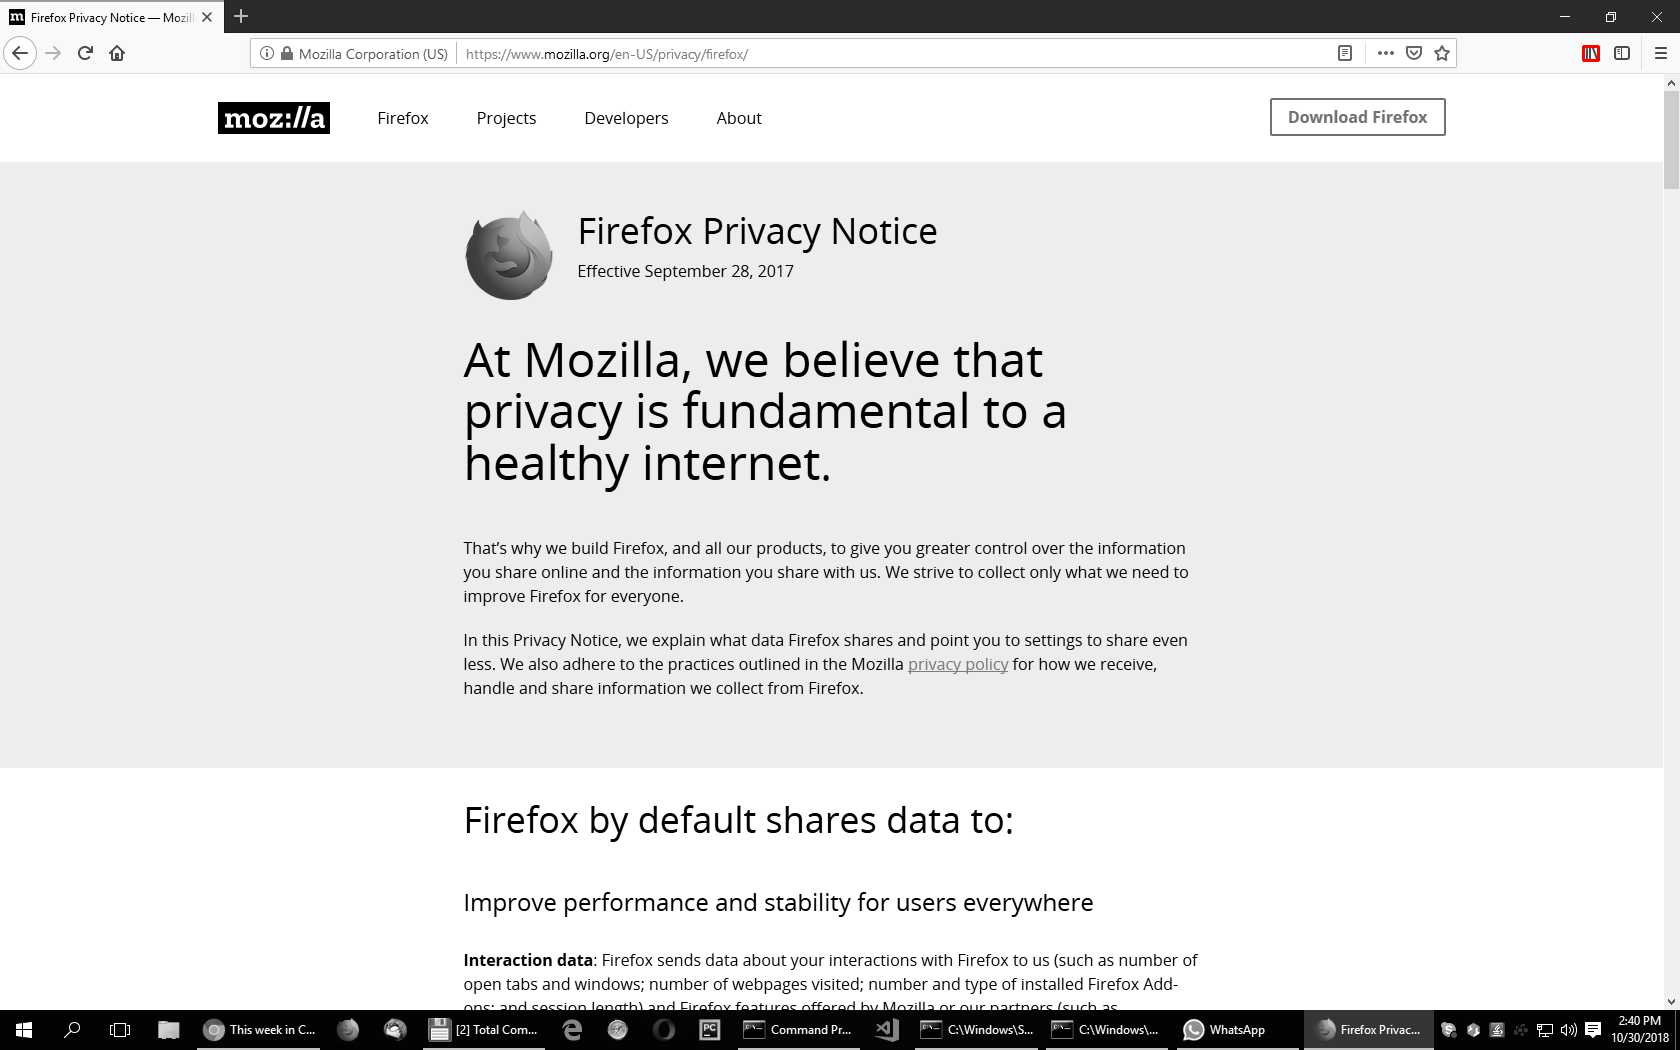 Firefox Privacy Notice — Mozil
Mozilla Corporation (US)
https://www.mozilla.org/en-US/privacy/firefox/
moz://a
Firefox
Projects
Developers
About
Download Firefox
Firefox Privacy Notice
Effective September 28, 2017
At Mozilla, we believe that
privacy is fundamental to a
healthy internet.
That’s why we build Firefox, and all our products, to give you greater control over the information
you share online and the information you share with us. We strive to collect only what we need to
improve Firefox for everyone.
In this Privacy Notice, we explain what data Firefox shares and point you to settings to share even
less. We also adhere to the practices outlined in the Mozilla privacy policy for how we receive,
handle and share information we collect from Firefox.
Firefox by default shares data to:
Improve performance and stability for users everywhere
Interaction data: Firefox sends data about your interactions with Firefox to us (such as number of
open tabs and windows; number of webpages visited; number and type of installed Firefox Add-
ons; and session length) and Firefox features offered by Mozilla or our partners (such as
This week in C...
[2] Total Com...
PC
Command Pr...
C:\Windows\S...
C:\Windows\...
WhatsApp
Firefox Privac...
2:40 PM
10/30/2018